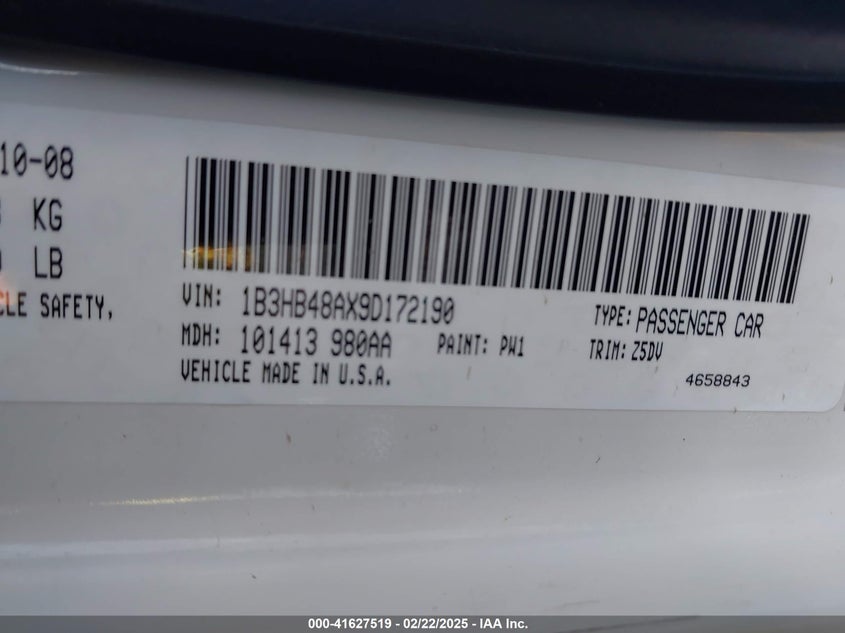 10-08
KG
LB
CLE SAFETY,
VIN: 1B3HB48AX9D172190
TYPE: PASSENGER CAR
MDH: 101413 980AA
PAINT: PW1
TRIM: Z5DV
VEHICLE MADE IN U.S.A.
4658843
000-41627519 - 02/22/2025 - IAA Inc.